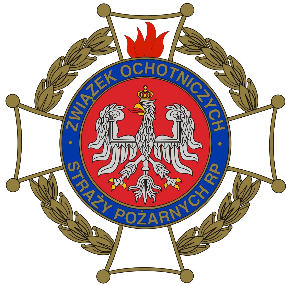 ZWIĄZEK OCHOTNICZYCH
STRAŻY POŻARNYCH RP